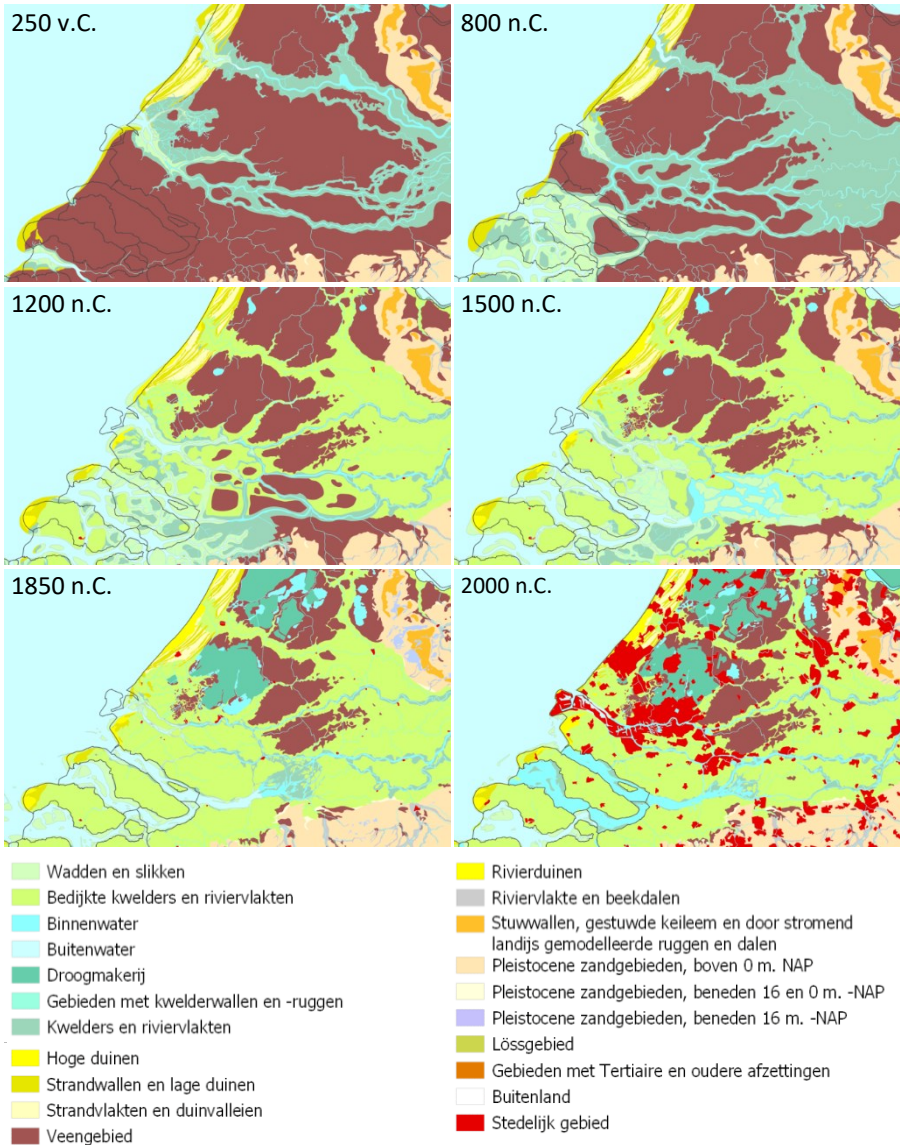 250 v.C.
800 n.C.
1200 n.C.
1500 n.C.
1850 n.C.
2000 n.C.
Wadden en slikken
Bedijkte kwelders en riviervlakten
Binnenwater
Buitenwater
Droogmakerij
Gebieden met kwelderwallen en -ruggen
Kwelders en riviervlakten
Hoge duinen
Strandwallen en lage duinen
Strandvlakten en duinvalleien
Veengebied
Rivierduinen
Riviervlakte en beekdalen
Stuwwallen, gestuwde keileem en door stromend
landijs gemodelleerde ruggen en dalen
Pleistocene zandgebieden, boven 0 m. NAP
Pleistocene zandgebieden, beneden 16 en 0 m. -NAP
Pleistocene zandgebieden, beneden 16 m. -NAP
Lössgebied
Gebieden met Tertiaire en oudere afzettingen
Buitenland
Stedelijk gebied